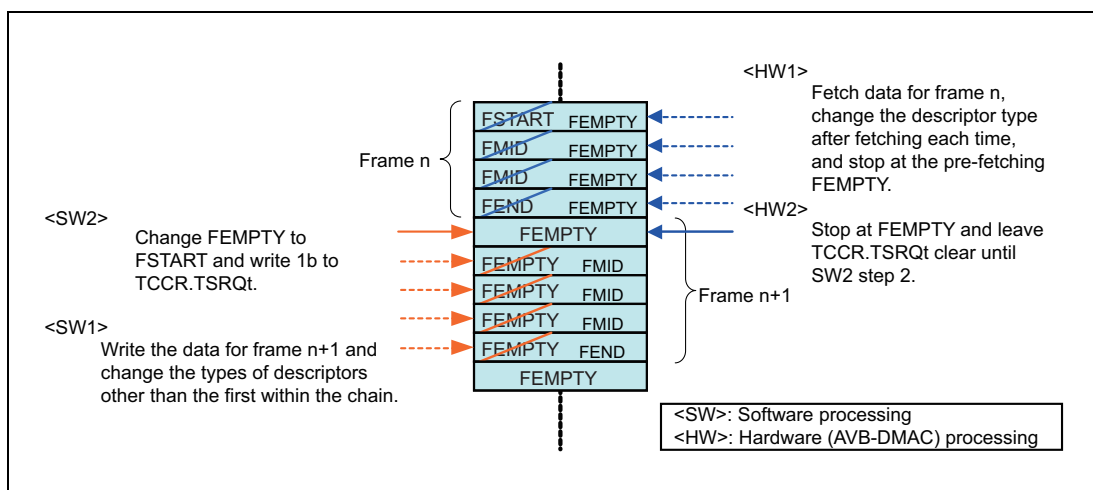 <HW1>
Fetch data for frame n,
change the descriptor type
after fetching each time,
and stop at the pre-fetching
FEMPTY.
Frame n
FSTART FEMPTY
FMID FEMPTY
FMID FEMPTY
FEND FEMPTY
<SW2>
Change FEMPTY to
FSTART and write 1b to
TCCR.TSRQt.
<HW2>
Stop at FEMPTY and leave
TCCR.TSRQt clear until
SW2 step 2.
FEMPTY
FEMPTY FMID
FEMPTY FMID
FEMPTY FMID
FEMPTY FEND
FEMPTY
Frame n+1
<SW1>
Write the data for frame n+1 and
change the types of descriptors
other than the first within the chain.
<SW>: Software processing
<HW>: Hardware (AVB-DMAC) processing